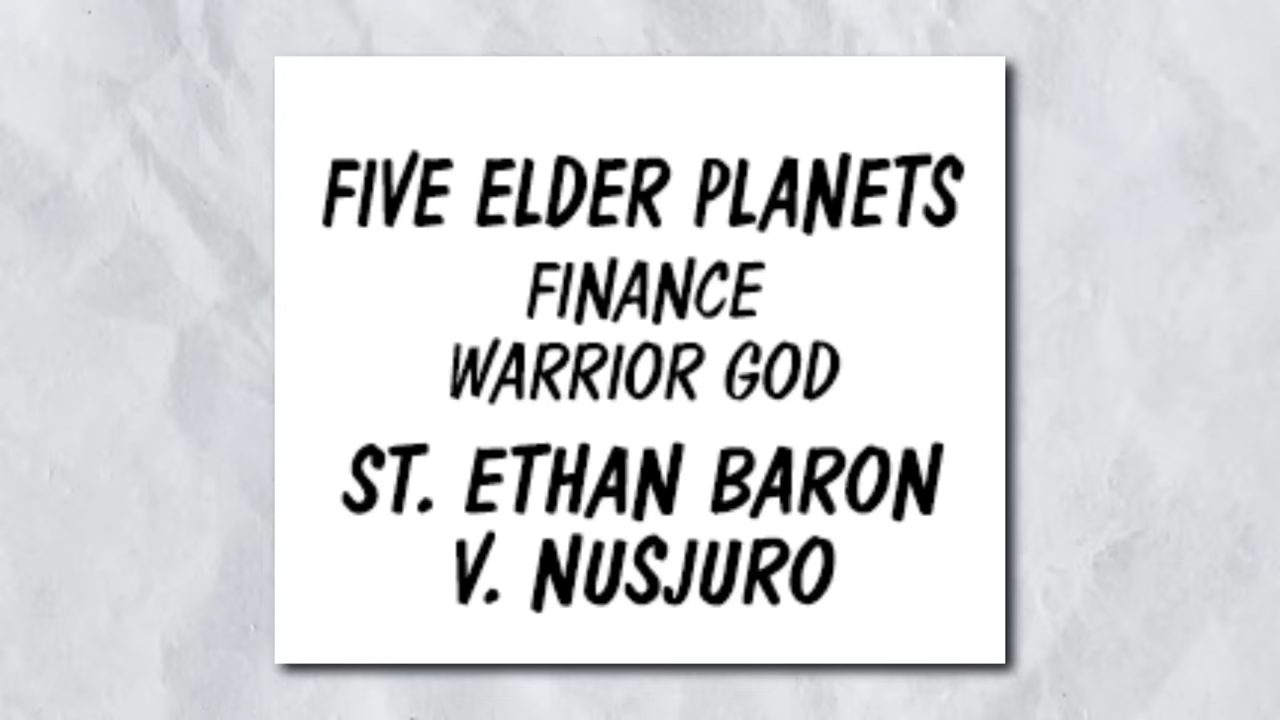 FIVE ELDER PLANETS
FINANCE
WARRIOR GOD
ST. ETHAN BARON
V. NUSJURO